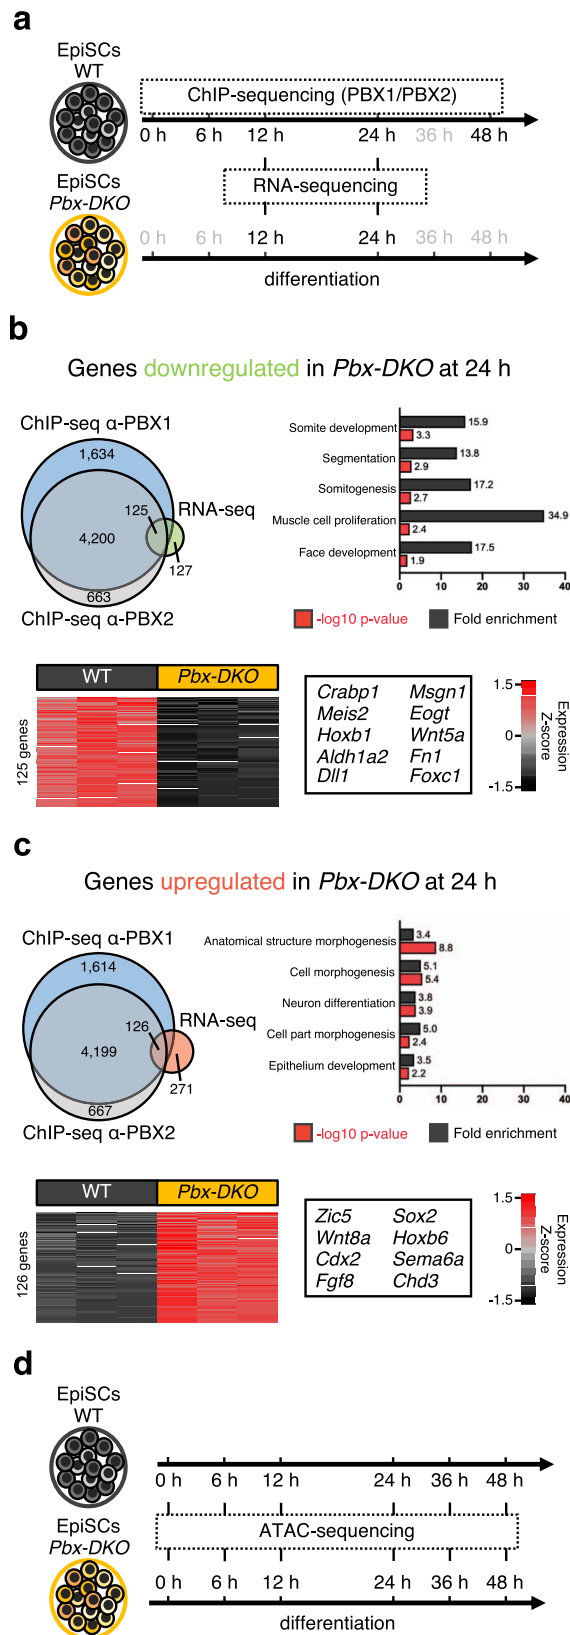 a
EpiSCs
WT
ChIP-sequencing (PBX1/PBX2)
0 h 6 h 12 h 24 h 36 h 48 h
EpiSCs
Pbx-DKO
RNA-sequencing
0 h 6 h 12 h 24 h 36 h 48 h
differentiation
b
Genes downregulated in Pbx-DKO at 24 h
ChIP-seq α-PBX1
1,634
125
RNA-seq
4,200
127
663
ChIP-seq α-PBX2
Somite development 15.9
3.3
Segmentation 13.8
2.9
Somitogenesis 17.2
2.7
Muscle cell proliferation 34.9
2.4
Face development 17.5
1.9
0 10 20 30 40
-log10 p-value Fold enrichment
WT Pbx-DKO
125 genes
Crabp1 Msgn1
Meis2 Eogt
Hoxb1 Wnt5a
Aldh1a2 Fn1
Dll1 Foxc1
1.5
0
-1.5
Expression
Z-score
c
Genes upregulated in Pbx-DKO at 24 h
ChIP-seq α-PBX1
1,614
126
RNA-seq
4,199
271
667
ChIP-seq α-PBX2
Anatomical structure morphogenesis 3.4
8.8
Cell morphogenesis 5.1
5.4
Neuron differentiation 3.8
3.9
Cell part morphogenesis 5.0
2.4
Epithelium development 3.5
2.2
0 10 20 30 40
-log10 p-value Fold enrichment
WT Pbx-DKO
126 genes
Zic5 Sox2
Wnt8a Hoxb6
Cdx2 Sema6a
Fgf8 Chd3
1.5
0
-1.5
Expression
Z-score
d
EpiSCs
WT
0 h 6 h 12 h 24 h 36 h 48 h
EpiSCs
Pbx-DKO
ATAC-sequencing
0 h 6 h 12 h 24 h 36 h 48 h
differentiation